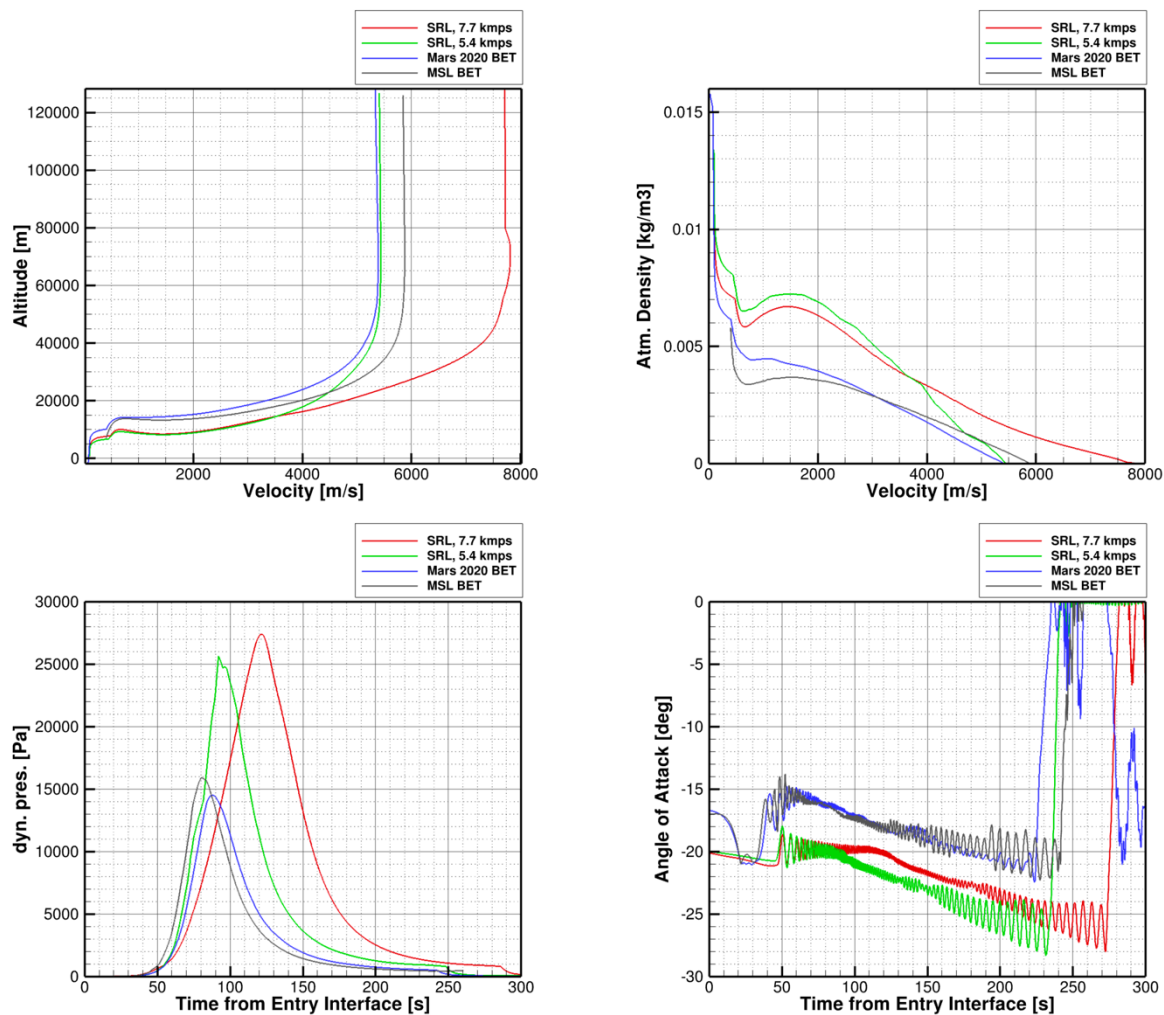 SRL, 7.7 kmps
SRL, 5.4 kmps
Mars 2020 BET
MSL BET
120000
100000
80000
60000
40000
20000
0
Altitude [m]
2000
4000
6000
8000
Velocity [m/s]
SRL, 7.7 kmps
SRL, 5.4 kmps
Mars 2020 BET
MSL BET
0.015
0.01
0.005
0
Atm. Density [kg/m3]
0
2000
4000
6000
8000
Velocity [m/s]
SRL, 7.7 kmps
SRL, 5.4 kmps
Mars 2020 BET
MSL BET
30000
25000
20000
15000
10000
5000
0
dyn. pres. [Pa]
0
50
100
150
200
250
300
Time from Entry Interface [s]
SRL, 7.7 kmps
SRL, 5.4 kmps
Mars 2020 BET
MSL BET
0
-5
-10
-15
-20
-25
-30
Angle of Attack [deg]
0
50
100
150
200
250
300
Time from Entry Interface [s]